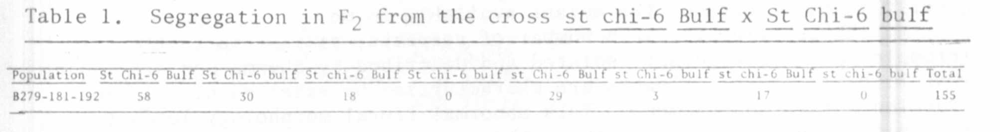 Table 1. Segregation in F2 from the cross st chi-6 Bulf x St Chi-6 bulf
Population St Chi-6 Bulf St Chi-6 bulf St chi-6 Bulf St chi-6 bulf st Chi-6 Bulf st Chi-6 bulf st chi-6 Bulf st chi-6 bulf Total
B279-181-192 58 30 18 0 29 3 17 0 155